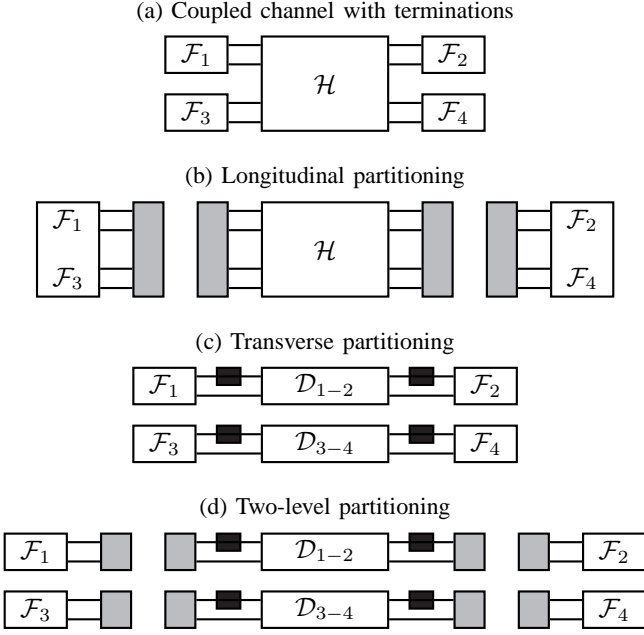 (a) Coupled channel with terminations
ℱ₁ ℱ₂
ℋ
ℱ₃ ℱ₄
(b) Longitudinal partitioning
ℱ₁ ℱ₂
ℋ
ℱ₃ ℱ₄
(c) Transverse partitioning
ℱ₁ 𝒟₁₋₂ ℱ₂
ℱ₃ 𝒟₃₋₄ ℱ₄
(d) Two-level partitioning
ℱ₁ 𝒟₁₋₂ ℱ₂
ℱ₃ 𝒟₃₋₄ ℱ₄